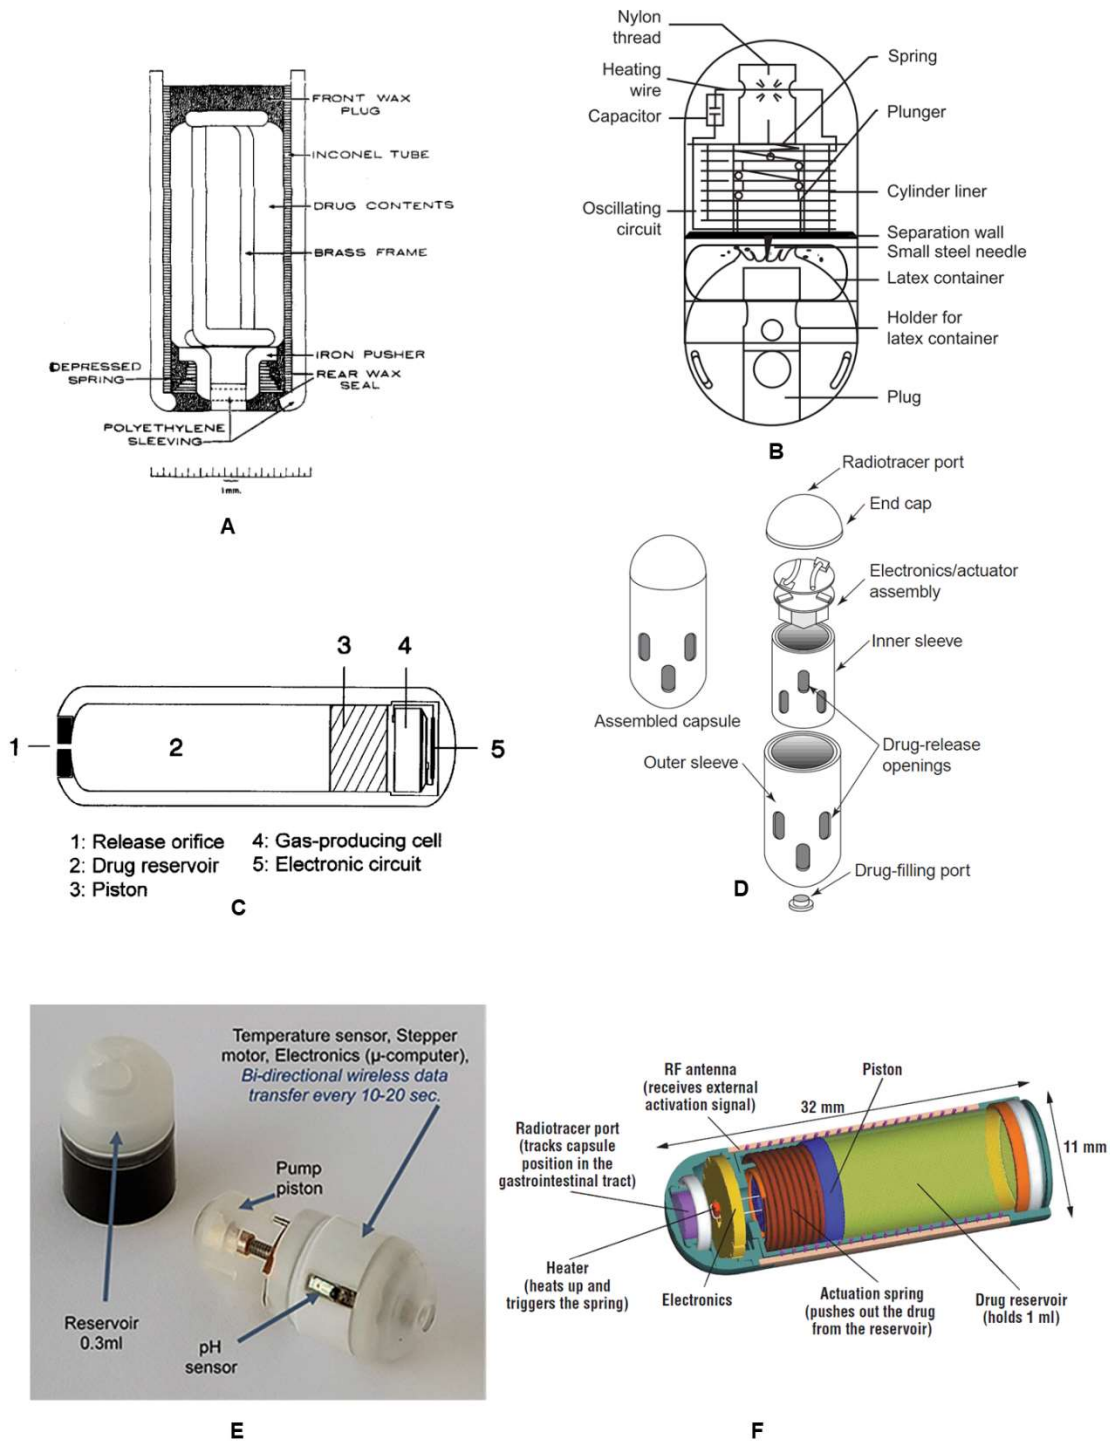 FRONT WAX
PLUG
INCONEL TUBE
DRUG CONTENTS
BRASS FRAME
IRON PUSHER
DEPRESSED
SPRING
REAR WAX
SEAL
POLYETHYLENE
SLEEVING
1mm.
A
Nylon
thread
Heating
wire
Capacitor
Spring
Plunger
Cylinder liner
Oscillating
circuit
Separation wall
Small steel needle
Latex container
Holder for
latex container
Plug
B
3
4
1
2
5
1: Release orifice
2: Drug reservoir
3: Piston
4: Gas-producing cell
5: Electronic circuit
C
Radiotracer port
End cap
Electronics/actuator
assembly
Inner sleeve
Assembled capsule
Outer sleeve
Drug-release
openings
Drug-filling port
D
Temperature sensor, Stepper
motor, Electronics (µ-computer),
Bi-directional wireless data
transfer every 10-20 sec.
Pump
piston
Reservoir
0.3ml
pH
sensor
E
RF antenna
(receives external
activation signal)
Piston
32 mm
11 mm
Radiotracer port
(tracks capsule
position in the
gastrointestinal tract)
Heater
(heats up and
triggers the spring)
Electronics
Actuation spring
(pushes out the drug
from the reservoir)
Drug reservoir
(holds 1 ml)
F